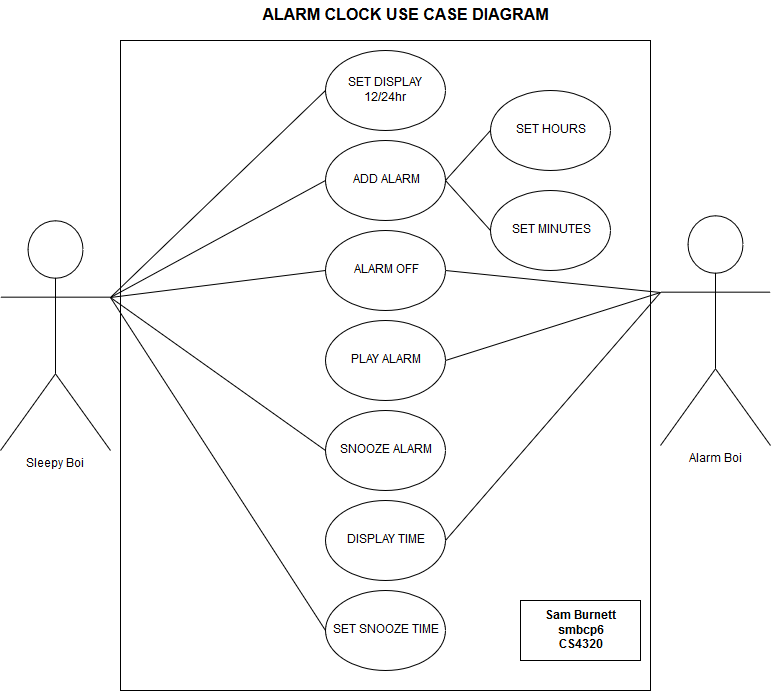 ALARM CLOCK USE CASE DIAGRAM
SET DISPLAY
12/24hr
SET HOURS
ADD ALARM
SET MINUTES
ALARM OFF
PLAY ALARM
SNOOZE ALARM
Sleepy Boi
Alarm Boi
DISPLAY TIME
SET SNOOZE TIME
Sam Burnett
smbcp6
CS4320